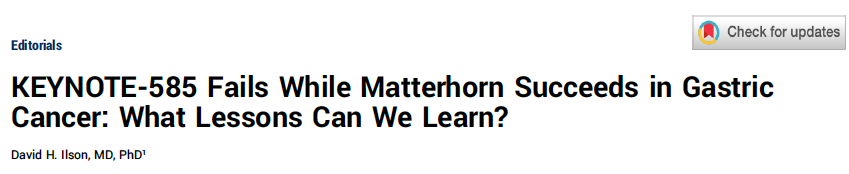 Check for updates
Editorials
KEYNOTE-585 Fails While Matterhorn Succeeds in Gastric
Cancer: What Lessons Can We Learn?
David H. Ilson, MD, PhD¹